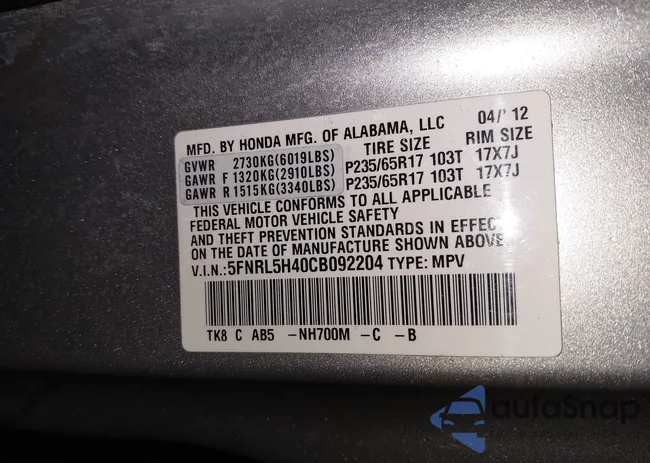 MFD. BY HONDA MFG. OF ALABAMA, LLC 04/'12
TIRE SIZE RIM SIZE
GVWR 2730KG(6019LBS)
GAWR F 1320KG(2910LBS) P235/65R17 103T 17X7J
GAWR R 1515KG(3340LBS) P235/65R17 103T 17X7J
THIS VEHICLE CONFORMS TO ALL APPLICABLE
FEDERAL MOTOR VEHICLE SAFETY
AND THEFT PREVENTION STANDARDS IN EFFECT
ON THE DATE OF MANUFACTURE SHOWN ABOVE.
V.I.N.: 5FNRL5H40CB092204 TYPE: MPV
TK8 C AB5 -NH700M -C -B
autoSnap